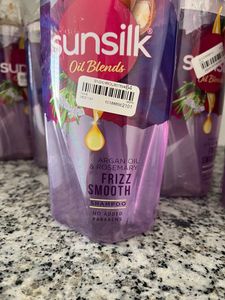 sunsilk
Oil Blends
ARGAN OIL
& ROSEMARY
FRIZZ
SMOOTH
SHAMPOO
NO ADDED
PARABENS